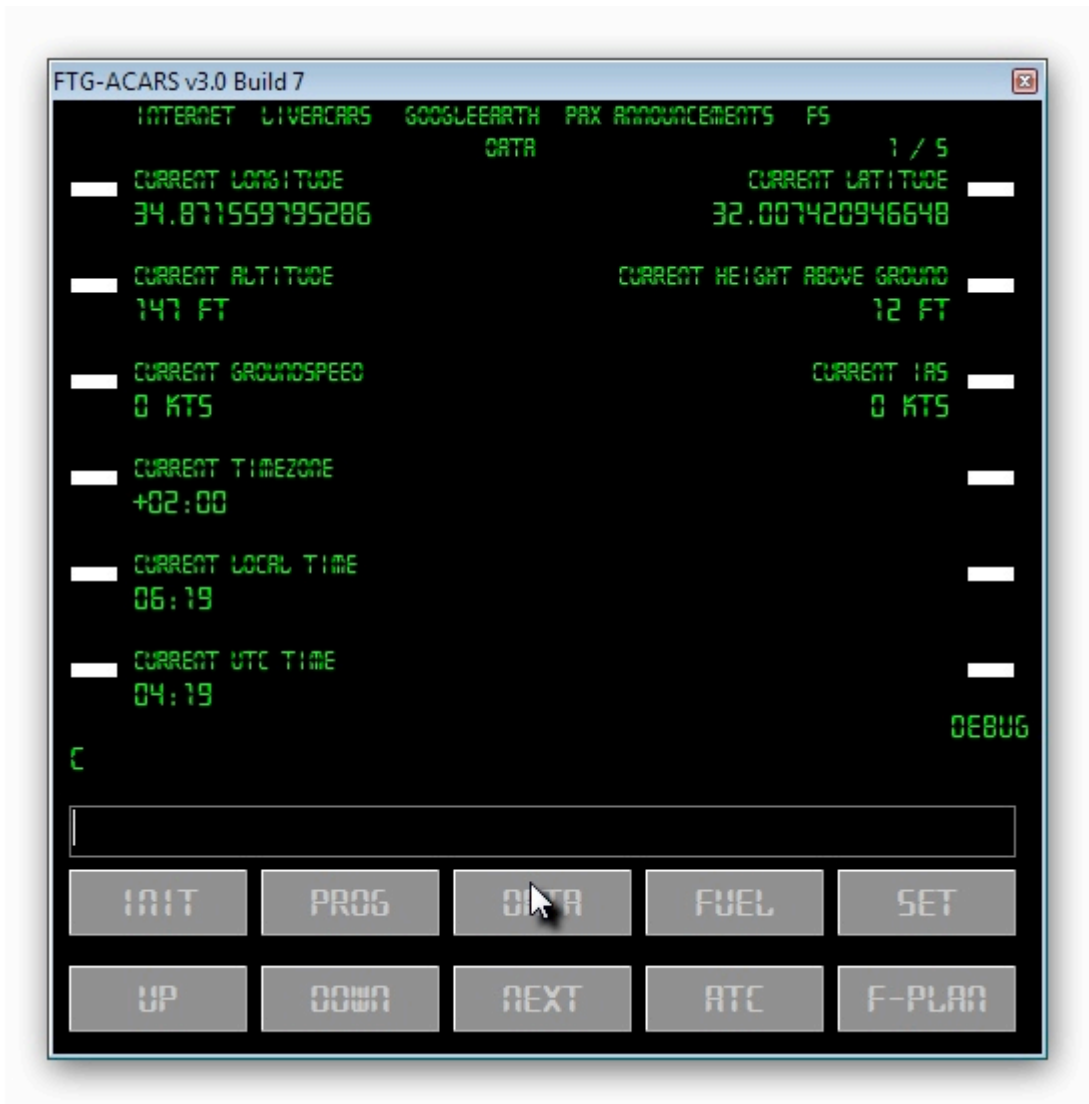 FTG-ACARS v3.0 Build 7
INTERNET LIVEACARS GOOGLEEARTH PAX ANNOUNCEMENTS FS
DATA 1 / 5
CURRENT LONGITUDE CURRENT LATITUDE
34.871559795286 32.007420946648
CURRENT ALTITUDE CURRENT HEIGHT ABOVE GROUND
147 FT 12 FT
CURRENT GROUNDSPEED CURRENT IAS
0 KTS 0 KTS
CURRENT TIMEZONE
+02:00
CURRENT LOCAL TIME
06:19
CURRENT UTC TIME
04:19
DEBUG
C
INIT PROG DATA FUEL SET
UP DOWN NEXT ATC F-PLAN